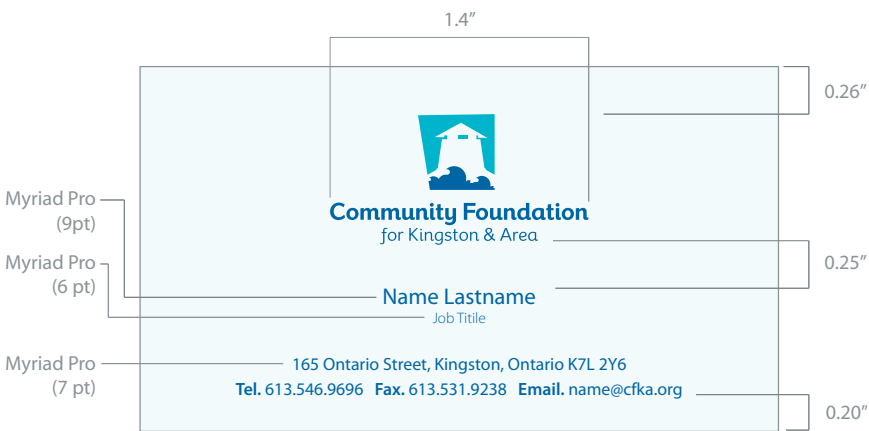 1.4”
0.26”
Community Foundation
for Kingston & Area
Myriad Pro
(9pt)
0.25”
Myriad Pro
(6 pt)
Name Lastname
Job Titile
Myriad Pro
(7 pt)
165 Ontario Street, Kingston, Ontario K7L 2Y6
Tel. 613.546.9696 Fax. 613.531.9238 Email. name@cfka.org
0.20”